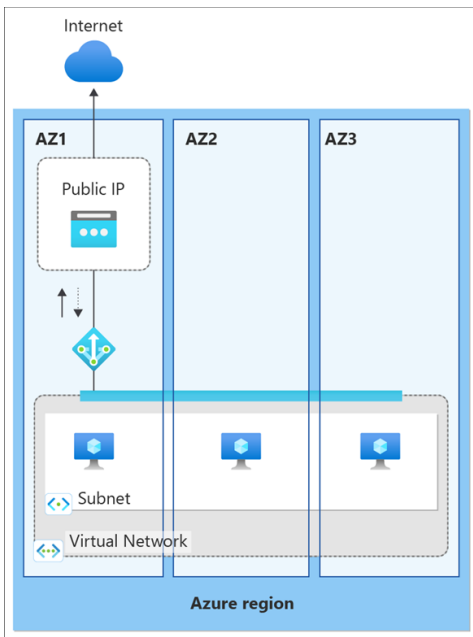 Internet
AZ1
AZ2
AZ3
Public IP
Subnet
Virtual Network
Azure region